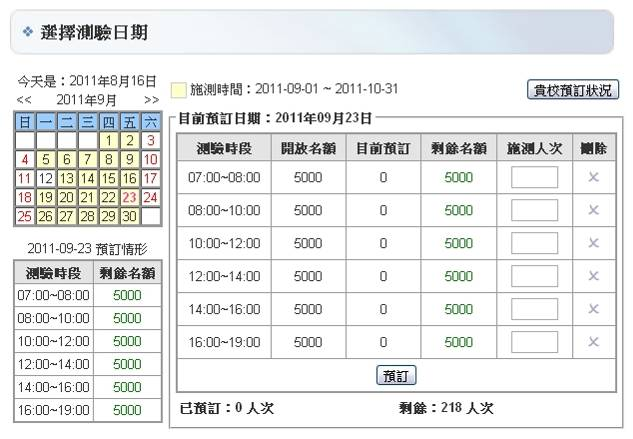 選擇測驗日期
今天是：2011年8月16日
<< 2011年9月 >>
日 一 二 三 四 五 六
1 2 3
4 5 6 7 8 9 10
11 12 13 14 15 16 17
18 19 20 21 22 23 24
25 26 27 28 29 30
2011-09-23 預訂情形
測驗時段 剩餘名額
07:00~08:00 5000
08:00~10:00 5000
10:00~12:00 5000
12:00~14:00 5000
14:00~16:00 5000
16:00~19:00 5000
施測時間：2011-09-01 ~ 2011-10-31
貴校預訂狀況
目前預訂日期：2011年09月23日
測驗時段 開放名額 目前預訂 剩餘名額 施測人次 刪除
07:00~08:00 5000 0 5000 ×
08:00~10:00 5000 0 5000 ×
10:00~12:00 5000 0 5000 ×
12:00~14:00 5000 0 5000 ×
14:00~16:00 5000 0 5000 ×
16:00~19:00 5000 0 5000 ×
預訂
已預訂：0 人次 剩餘：218 人次